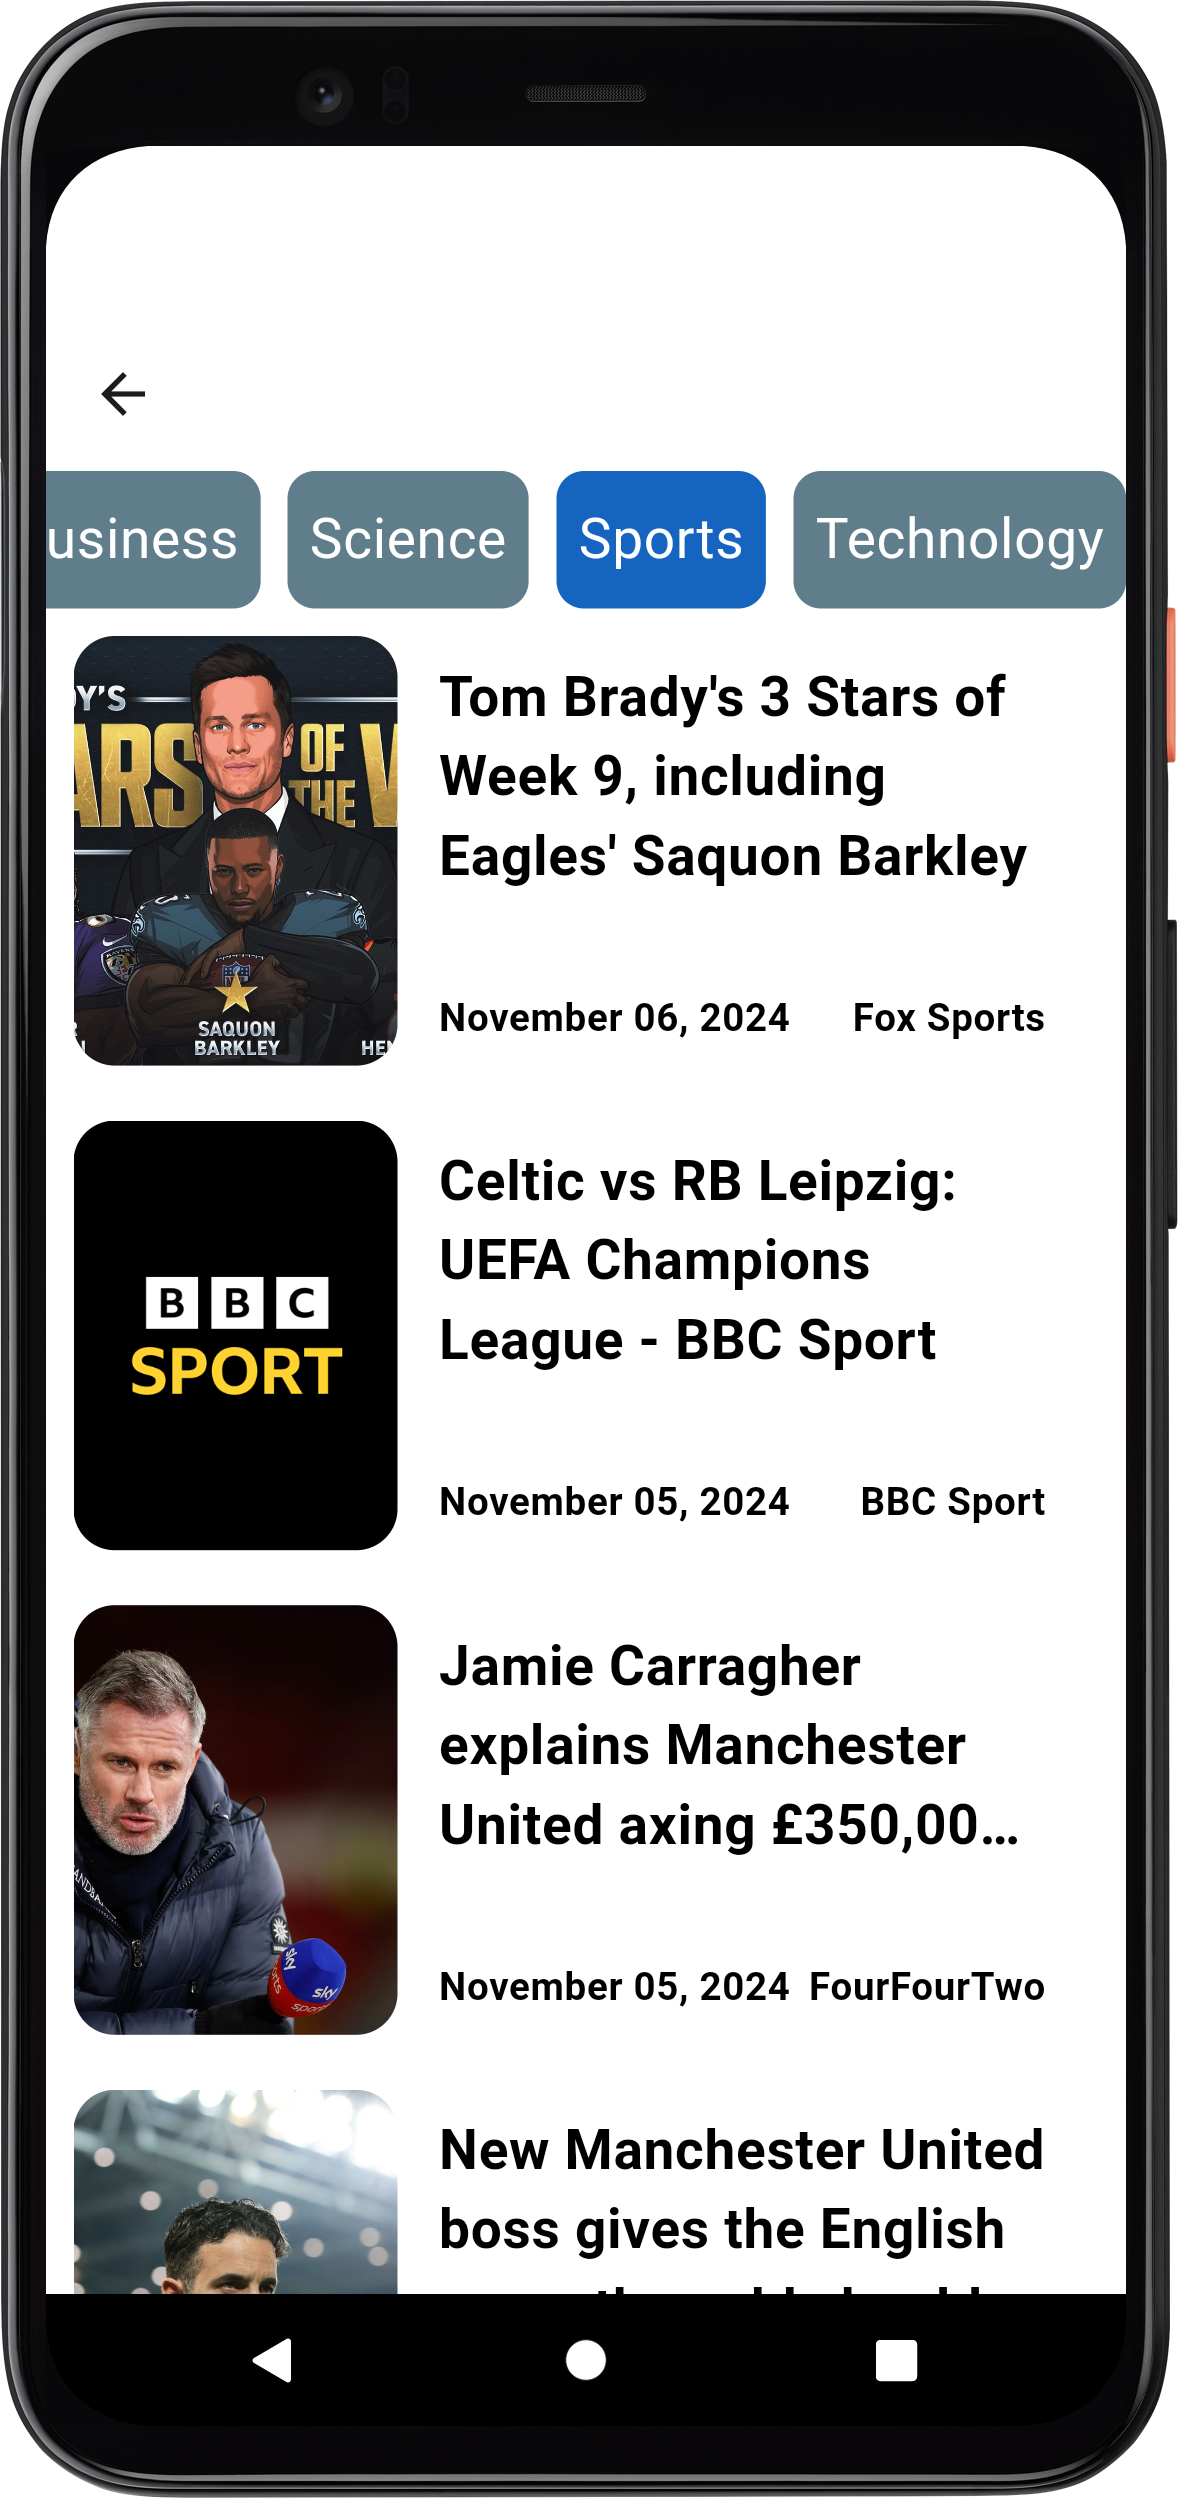 usiness Science Sports Technology
DY'S
ARS OF
THE
SAQUON
BARKLEY
Tom Brady's 3 Stars of
Week 9, including
Eagles' Saquon Barkley
November 06, 2024 Fox Sports
BBC
SPORT
Celtic vs RB Leipzig:
UEFA Champions
League - BBC Sport
November 05, 2024 BBC Sport
sky
sports
Jamie Carragher
explains Manchester
United axing £350,00…
November 05, 2024 FourFourTwo
New Manchester United
boss gives the English